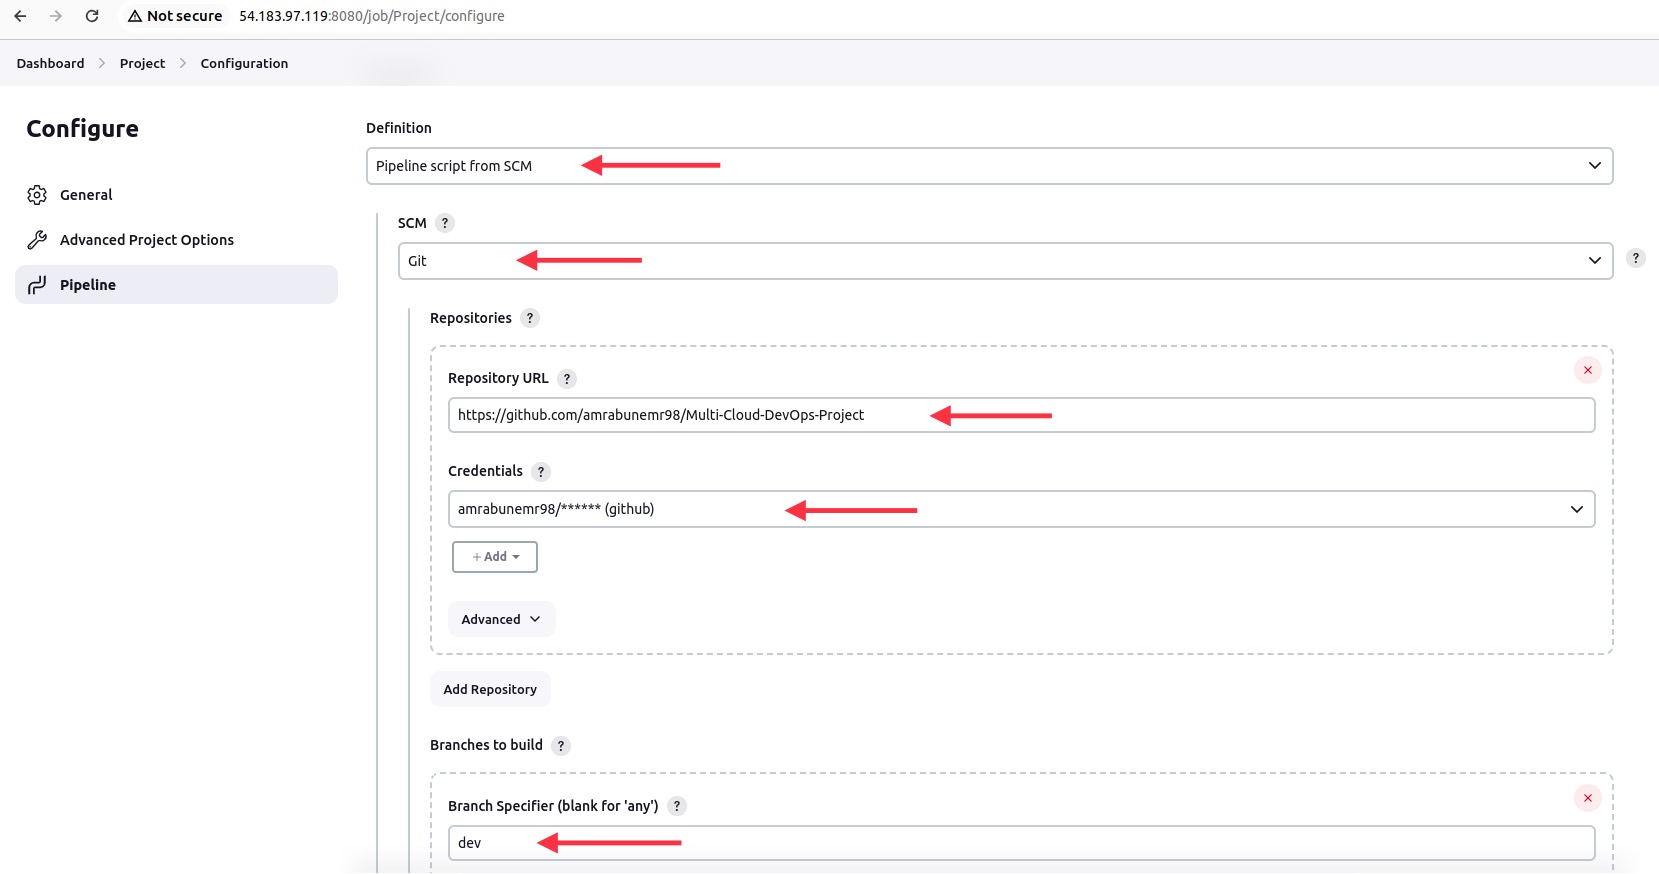 Not secure 54.183.97.119:8080/job/Project/configure
Dashboard > Project > Configuration
Configure
General
Advanced Project Options
Pipeline
Definition
Pipeline script from SCM
SCM ?
Git
?
Repositories ?
Repository URL ?
https://github.com/amrabunemr98/Multi-Cloud-DevOps-Project
Credentials ?
amrabunemr98/****** (github)
+ Add
Advanced
Add Repository
Branches to build ?
Branch Specifier (blank for 'any') ?
dev